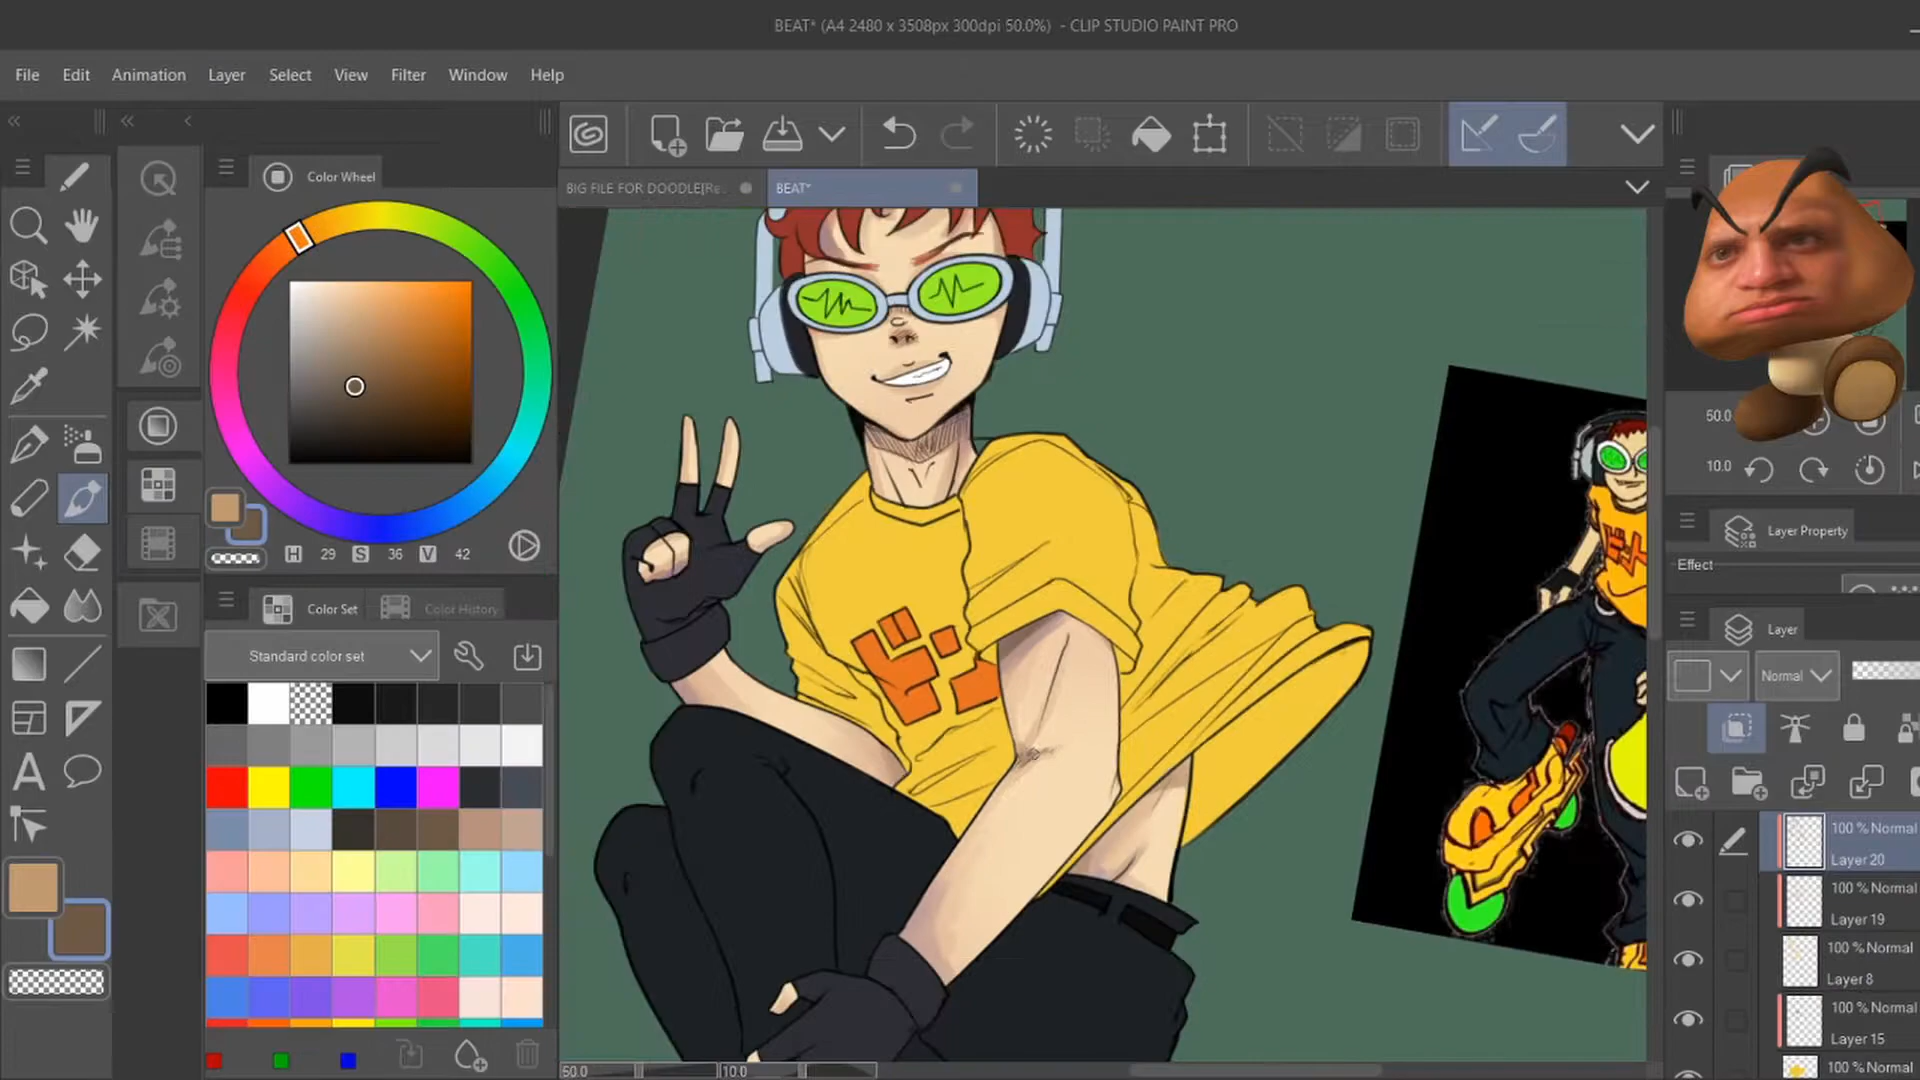 BEAT* (A4 2480 x 3508px 300dpi 50.0%) - CLIP STUDIO PAINT PRO
File Edit Animation Layer Select View Filter Window Help
Color Wheel
BIG FILE FOR DOODLE[Re...
BEAT*
50.0
10.0
H 29 S 36 V 42
Layer Property
Effect
Color Set
Color History
Standard color set
ビート
Layer
Normal
100 % Normal
Layer 20
100 % Normal
Layer 19
100 % Normal
Layer 8
100 % Normal
Layer 15
100 % Normal
50.0
10.0